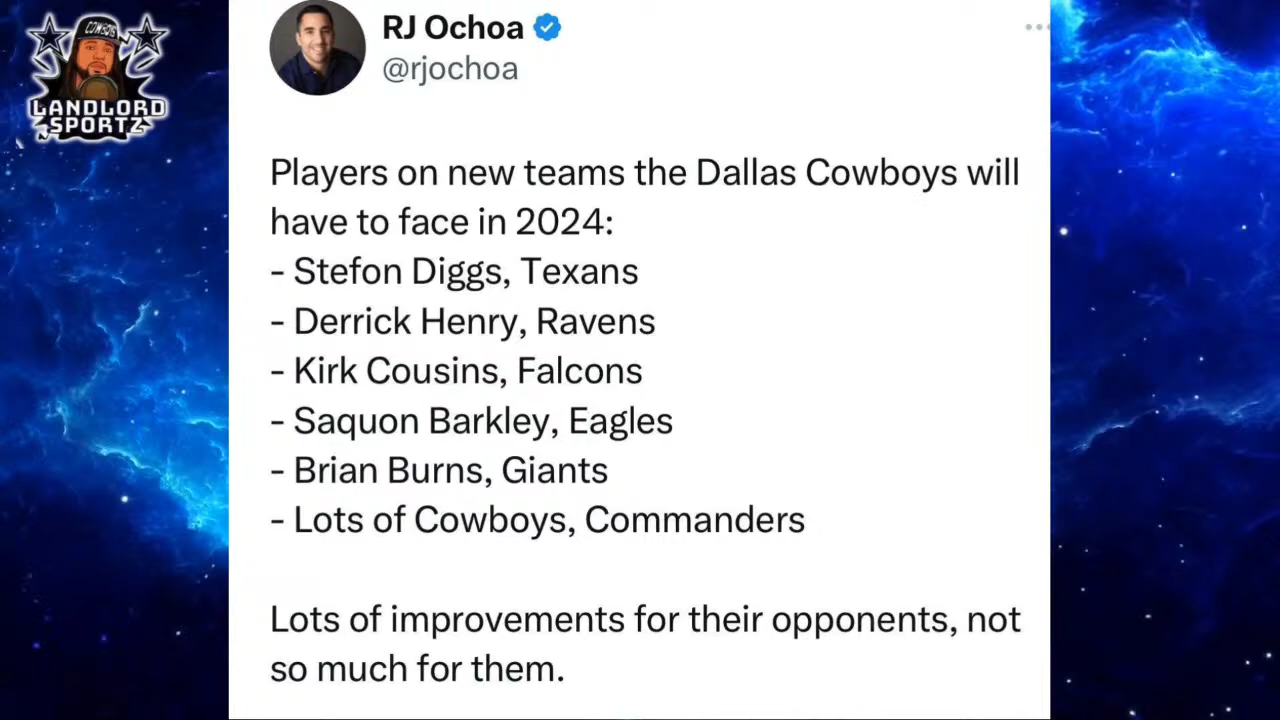 COWBOYS
LANDLORD
SPORTZ
RJ Ochoa
@rjochoa
Players on new teams the Dallas Cowboys will
have to face in 2024:
- Stefon Diggs, Texans
- Derrick Henry, Ravens
- Kirk Cousins, Falcons
- Saquon Barkley, Eagles
- Brian Burns, Giants
- Lots of Cowboys, Commanders
Lots of improvements for their opponents, not
so much for them.